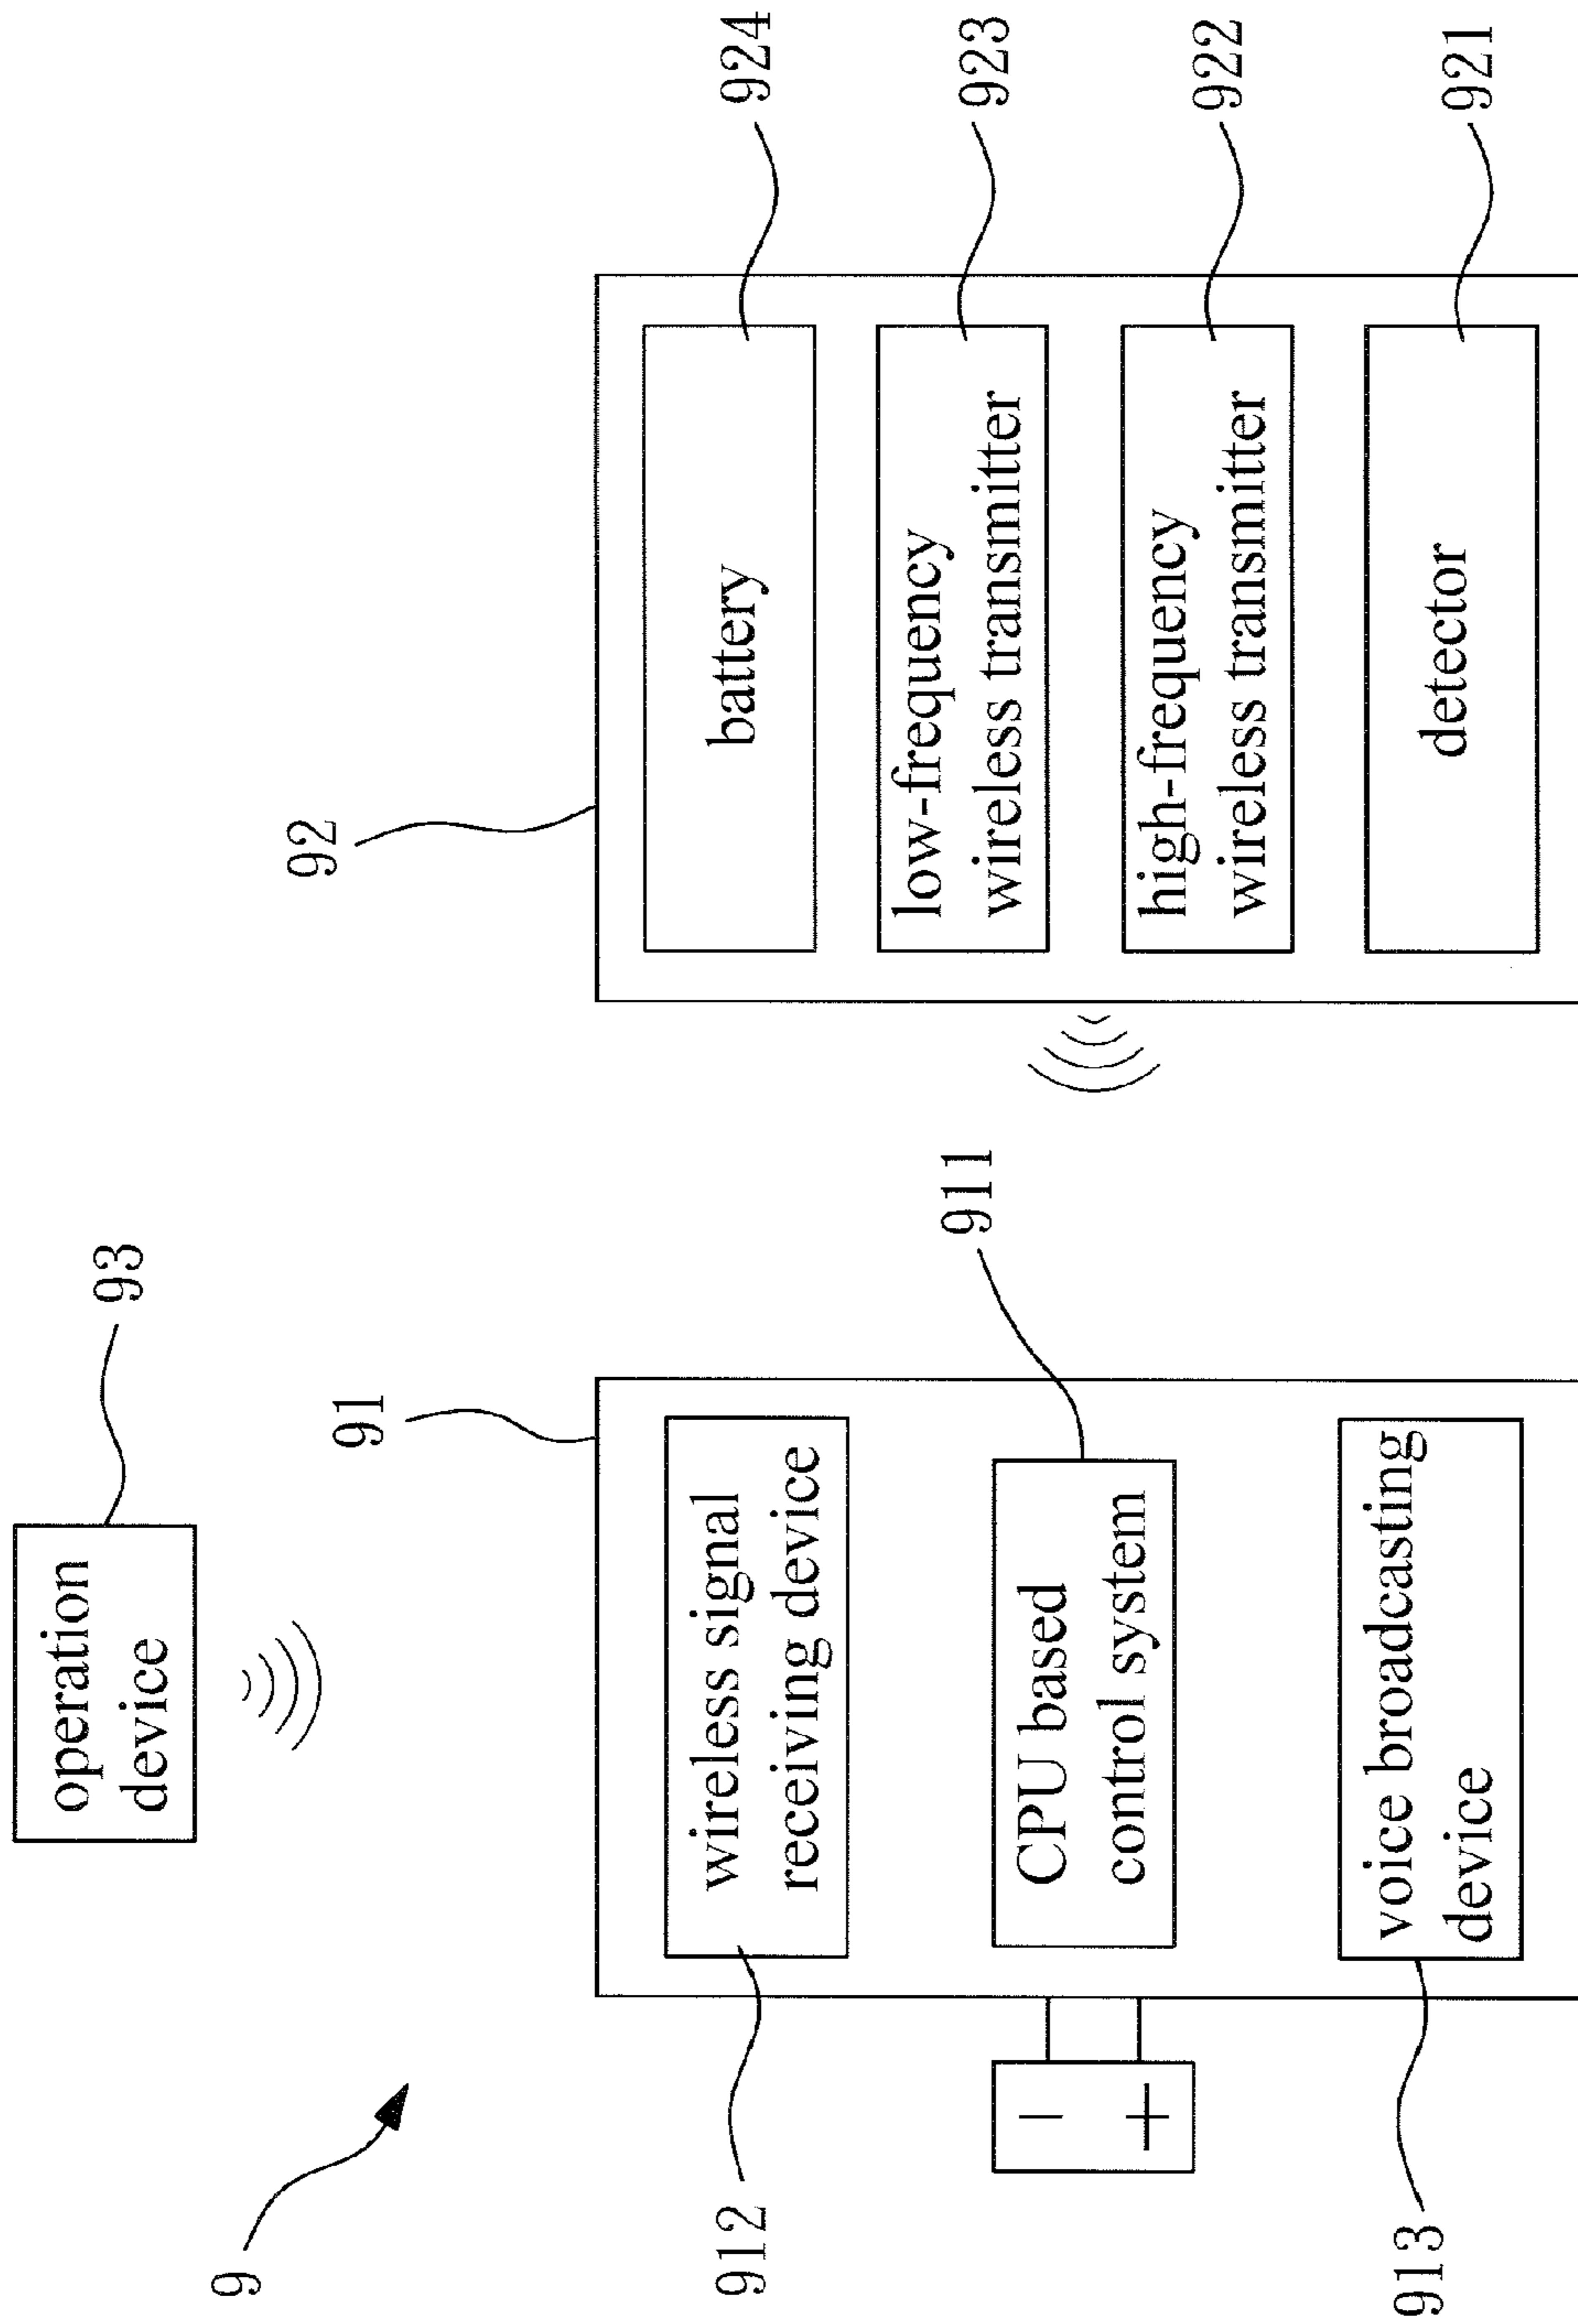 9
operation
device
93
91
912
wireless signal
receiving device
CPU based
control system
911
−
+
913
voice broadcasting
device
92
battery
924
low-frequency
wireless transmitter
923
high-frequency
wireless transmitter
922
detector
921